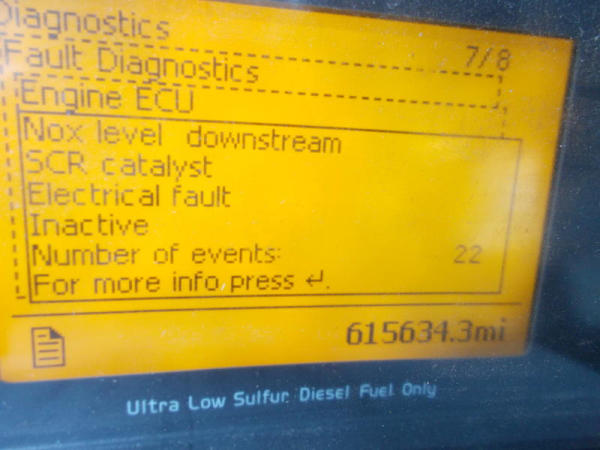 Diagnostics
Fault Diagnostics 7/8
Engine ECU
Nox level downstream
SCR catalyst
Electrical fault
Inactive
Number of events: 22
For more info,press ↵.
615634.3mi
Ultra Low Sulfur Diesel Fuel Only